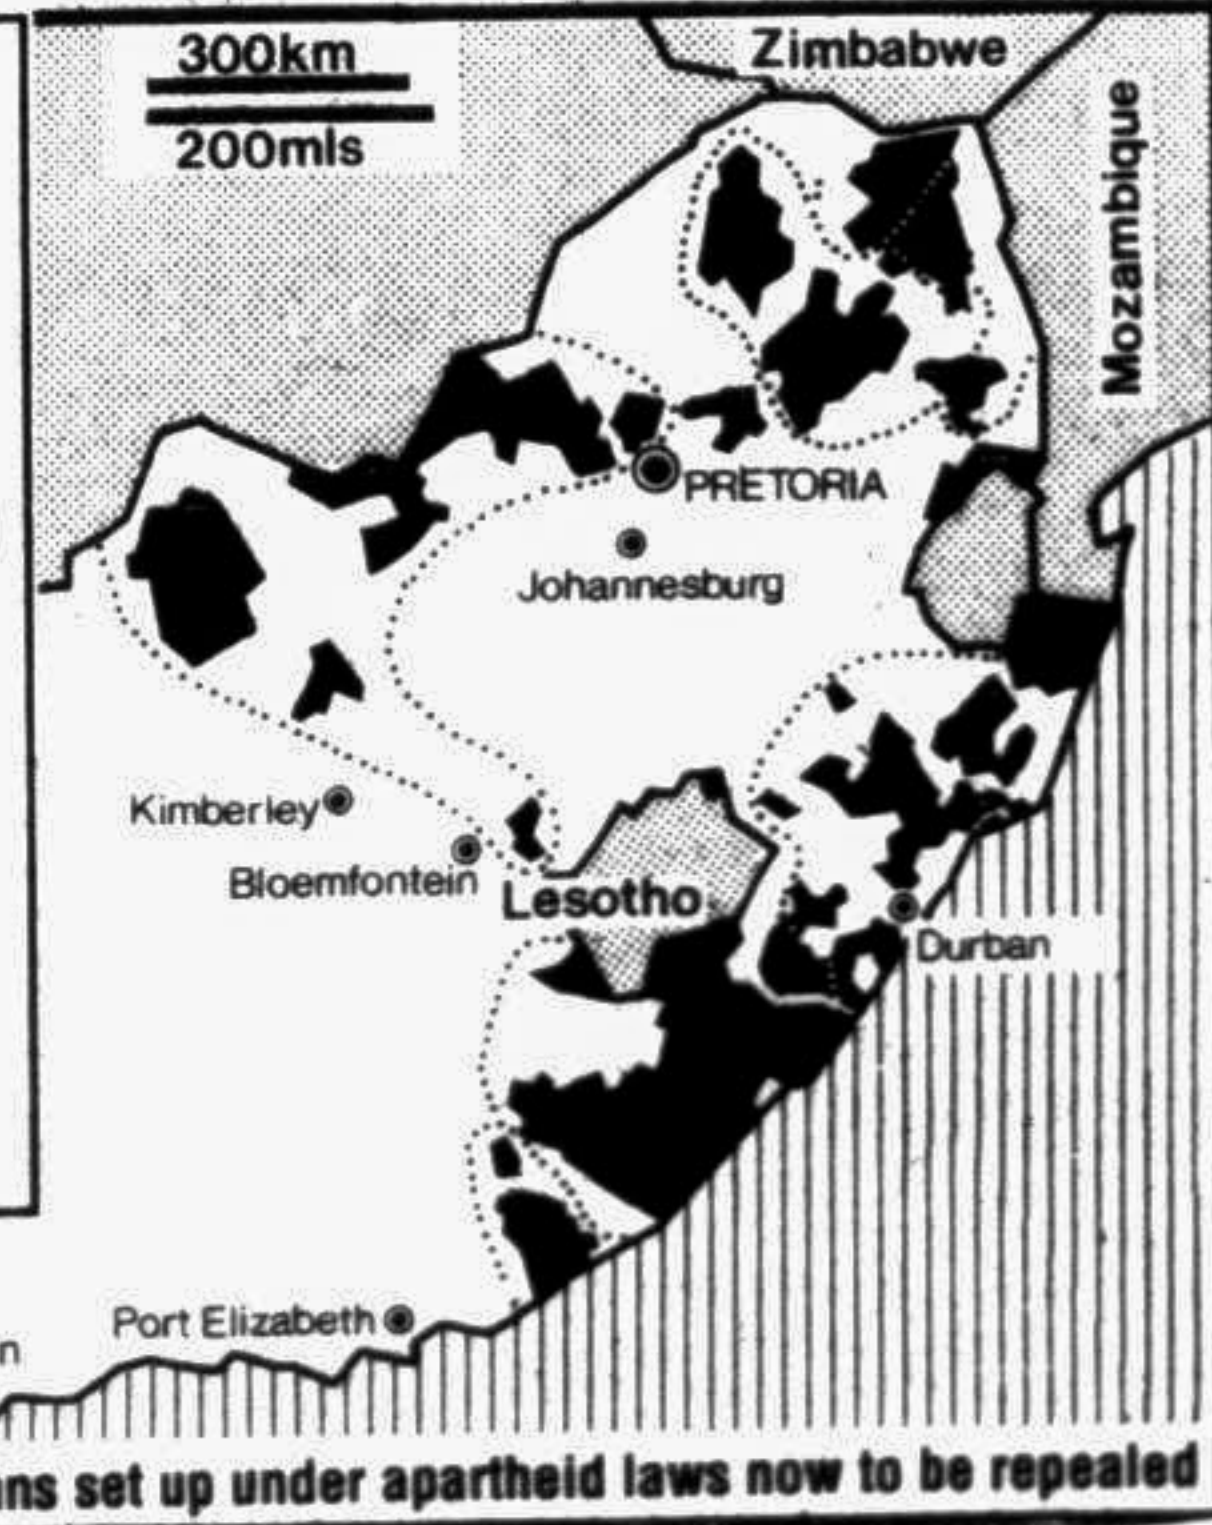 300km
200mls
Zimbabwe
Mozambique
PRETORIA
Johannesburg
Kimberley
Bloemfontein
Lesotho
Durban
Port Elizabeth
set up under apartheid laws now to be repealed